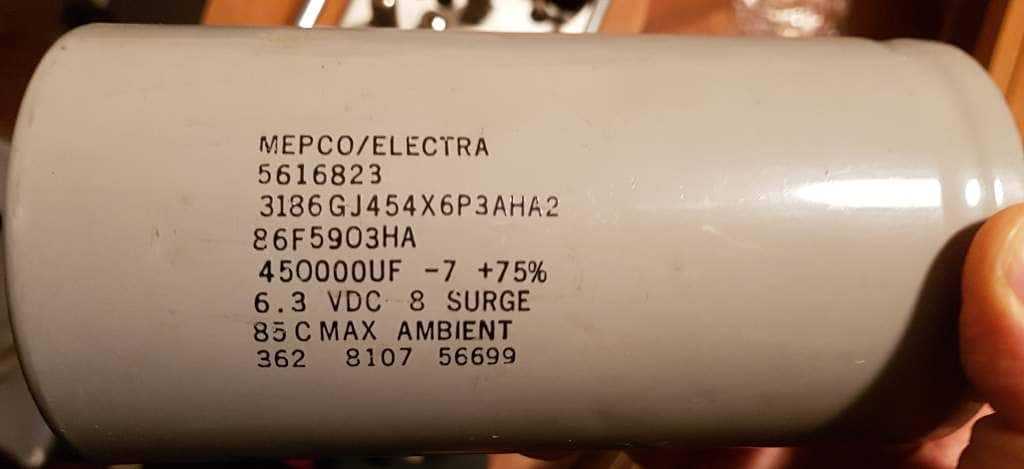 MEPCO/ELECTRA
5616823
3186GJ454X6P3AHA2
86F5903HA
450000UF -7 +75%
6.3 VDC 8 SURGE
85C MAX AMBIENT
362 8107 56699